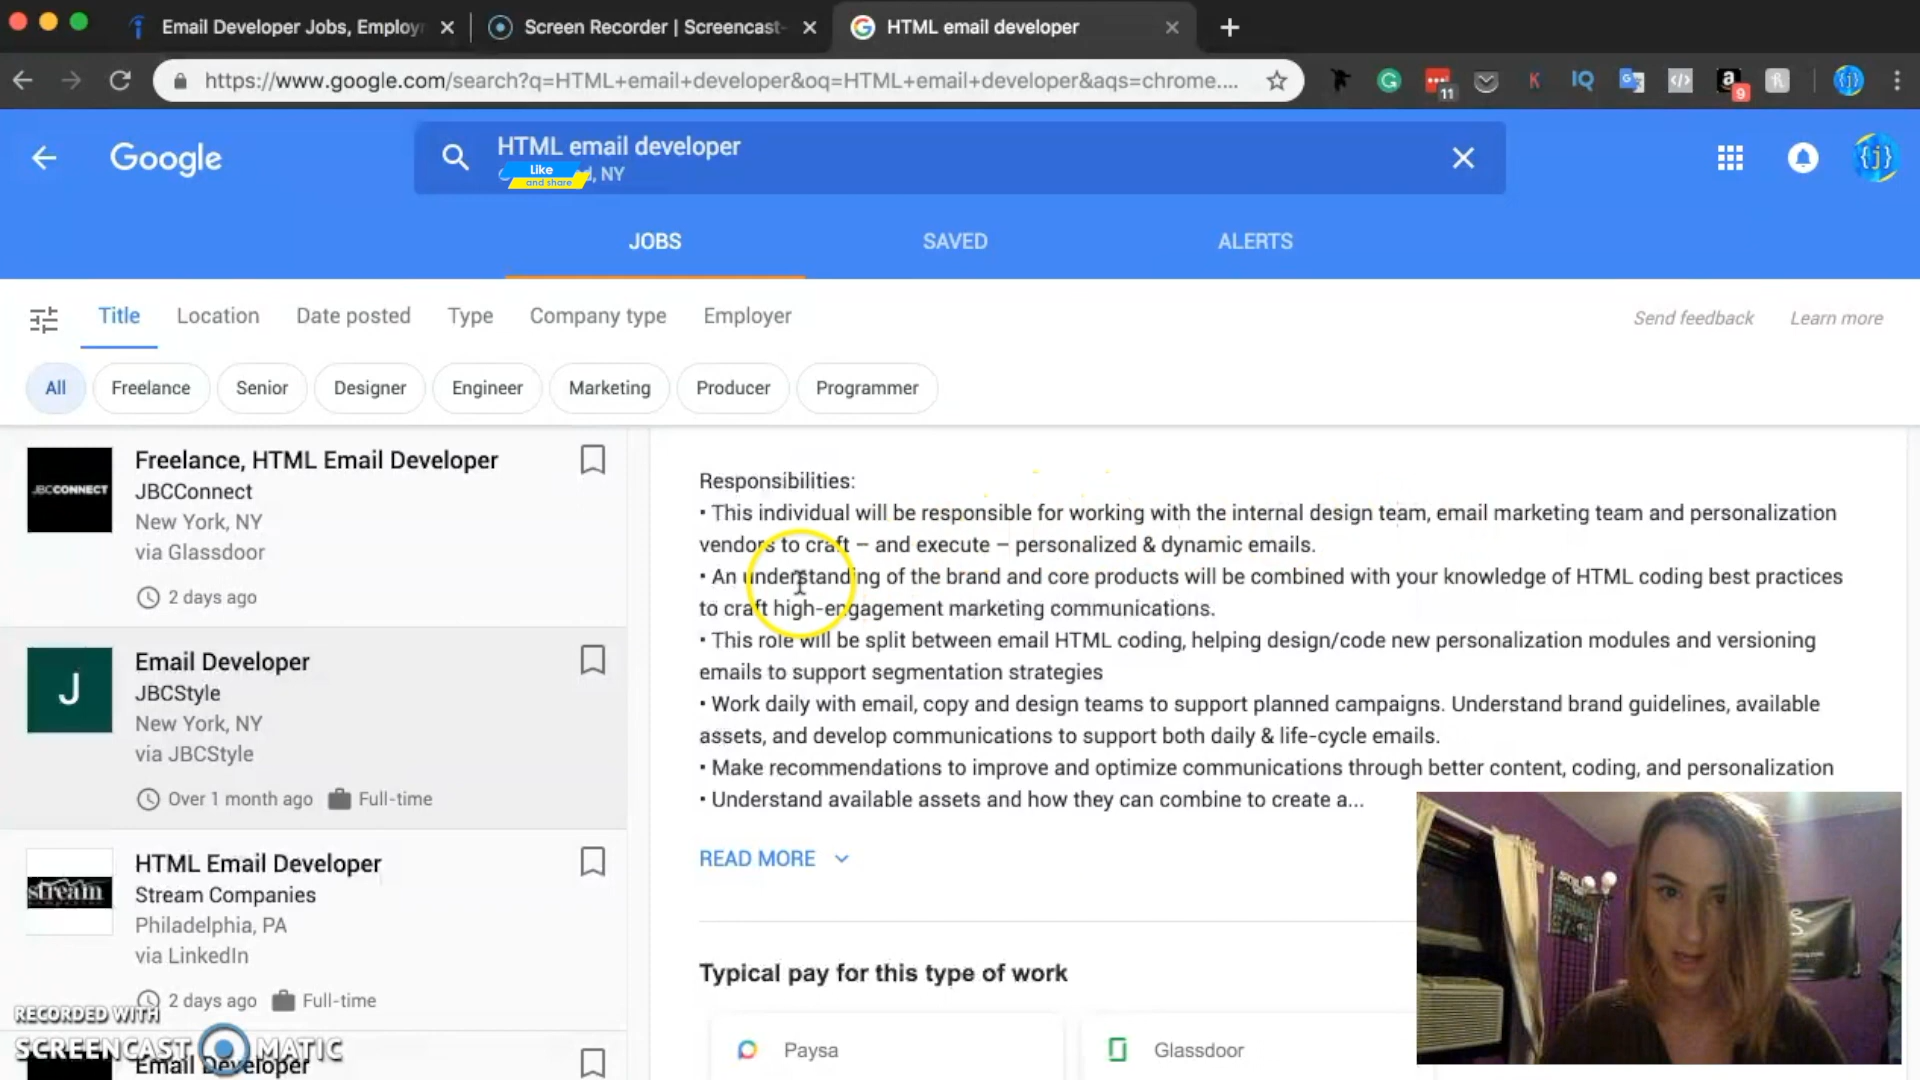 Email Developer Jobs, Employ
Screen Recorder | Screencast-
HTML email developer
https://www.google.com/search?q=HTML+email+developer&oq=HTML+email+developer&aqs=chrome....
11
K
IQ
a
9
{j}
Google
HTML email developer
Like
and share
, NY
{j}
JOBS
SAVED
ALERTS
Title
Location
Date posted
Type
Company type
Employer
Send feedback
Learn more
All
Freelance
Senior
Designer
Engineer
Marketing
Producer
Programmer
JBCCONNECT
Freelance, HTML Email Developer
JBCConnect
New York, NY
via Glassdoor
2 days ago
J
Email Developer
JBCStyle
New York, NY
via JBCStyle
Over 1 month ago
Full-time
stream
HTML Email Developer
Stream Companies
Philadelphia, PA
via LinkedIn
2 days ago
Full-time
Email Developer
Responsibilities:
• This individual will be responsible for working with the internal design team, email marketing team and personalization
vendors to craft – and execute – personalized & dynamic emails.
• An understanding of the brand and core products will be combined with your knowledge of HTML coding best practices
to craft high-engagement marketing communications.
• This role will be split between email HTML coding, helping design/code new personalization modules and versioning
emails to support segmentation strategies
• Work daily with email, copy and design teams to support planned campaigns. Understand brand guidelines, available
assets, and develop communications to support both daily & life-cycle emails.
• Make recommendations to improve and optimize communications through better content, coding, and personalization
• Understand available assets and how they can combine to create a...
READ MORE
Typical pay for this type of work
Paysa
Glassdoor
RECORDED WITH
SCREENCAST MATIC